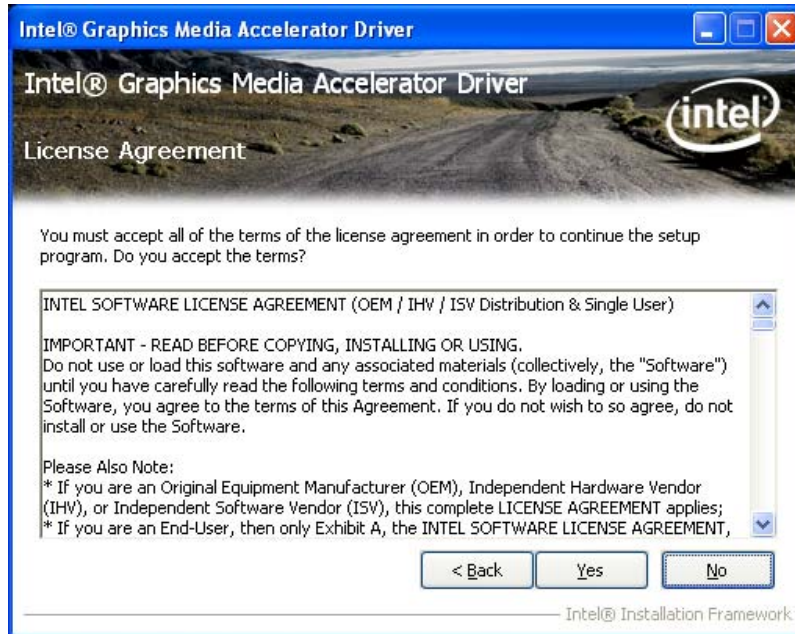 Intel® Graphics Media Accelerator Driver
Intel® Graphics Media Accelerator Driver
intel
License Agreement
You must accept all of the terms of the license agreement in order to continue the setup
program. Do you accept the terms?
INTEL SOFTWARE LICENSE AGREEMENT (OEM / IHV / ISV Distribution & Single User)
IMPORTANT - READ BEFORE COPYING, INSTALLING OR USING.
Do not use or load this software and any associated materials (collectively, the "Software")
until you have carefully read the following terms and conditions. By loading or using the
Software, you agree to the terms of this Agreement. If you do not wish to so agree, do not
install or use the Software.
Please Also Note:
* If you are an Original Equipment Manufacturer (OEM), Independent Hardware Vendor
(IHV), or Independent Software Vendor (ISV), this complete LICENSE AGREEMENT applies;
* If you are an End-User, then only Exhibit A, the INTEL SOFTWARE LICENSE AGREEMENT,
< Back
Yes
No
Intel® Installation Framework